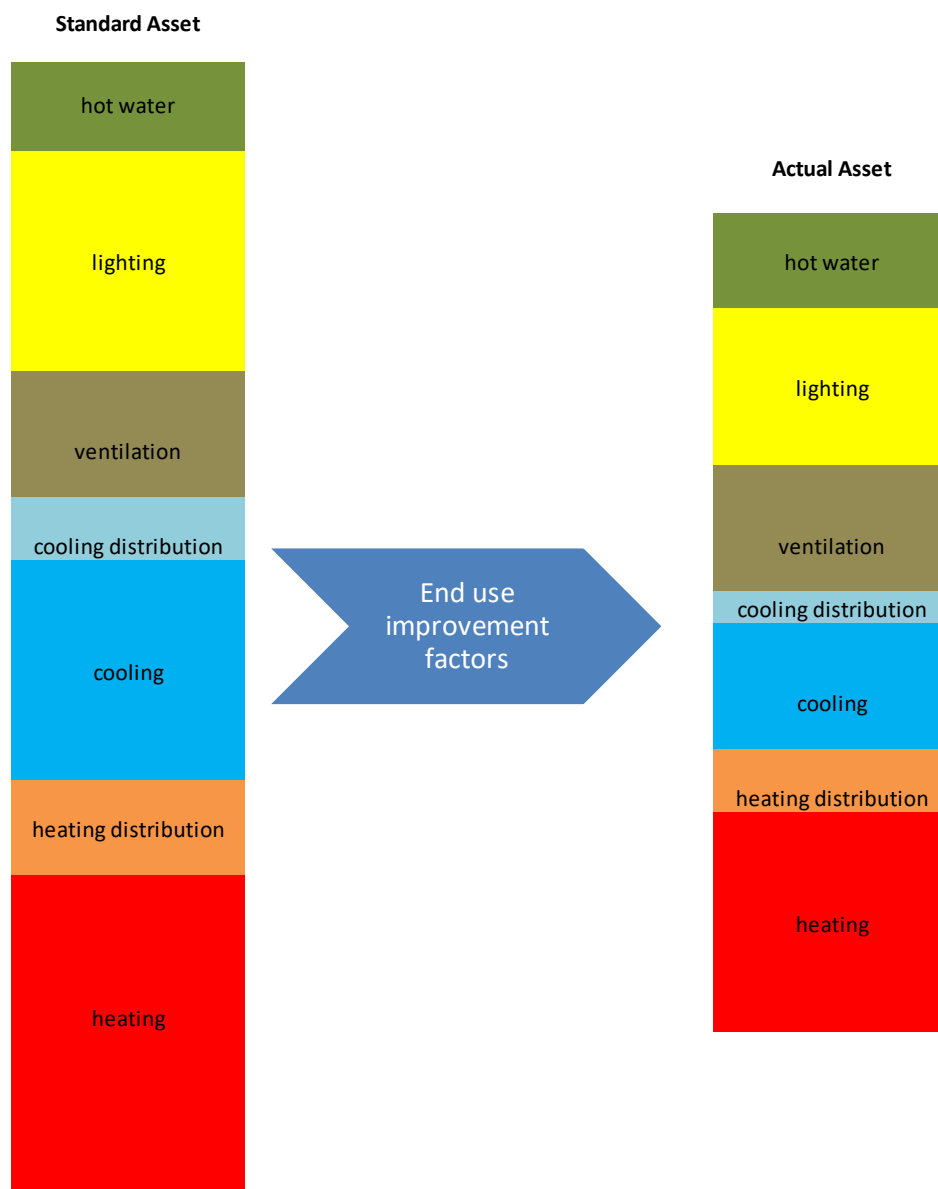 Standard Asset
hot water
lighting
ventilation
cooling distribution
cooling
heating distribution
heating
End use
improvement
factors
Actual Asset
hot water
lighting
ventilation
cooling distribution
cooling
heating distribution
heating